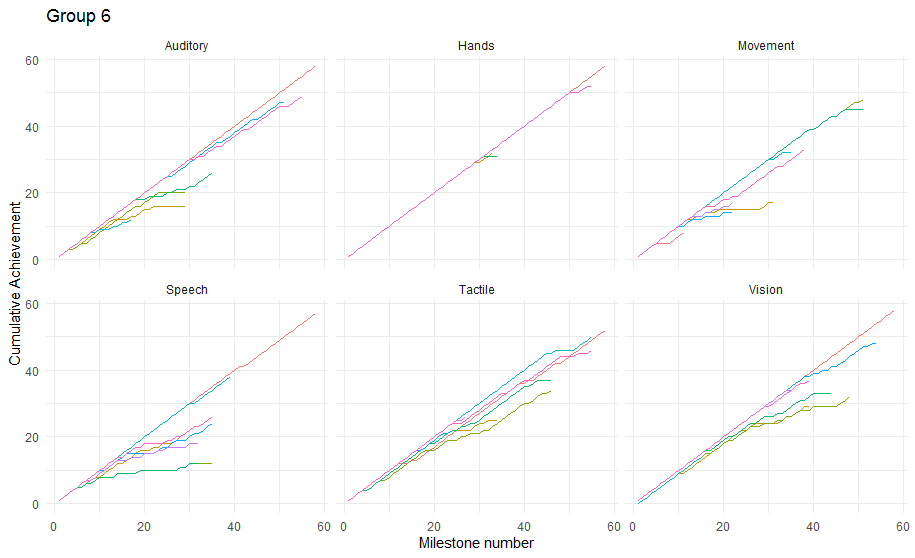 Group 6
Auditory Hands Movement
60
40
20
0
Speech Tactile Vision
60
40
20
0
0 20 40 60 0 20 40 60 0 20 40 60
Cumulative Achievement
Milestone number